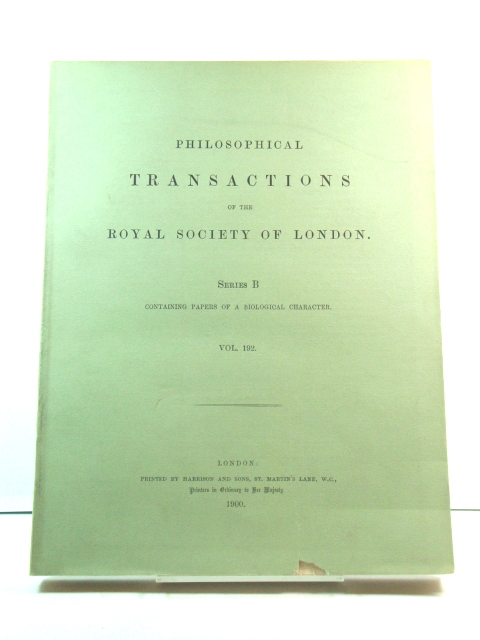 PHILOSOPHICAL
TRANSACTIONS
OF THE
ROYAL SOCIETY OF LONDON.
SERIES B
CONTAINING PAPERS OF A BIOLOGICAL CHARACTER.
VOL. 192.
LONDON:
PRINTED BY HARRISON AND SONS, ST. MARTIN'S LANE, W.C.,
Printers in Ordinary to Her Majesty
1900.